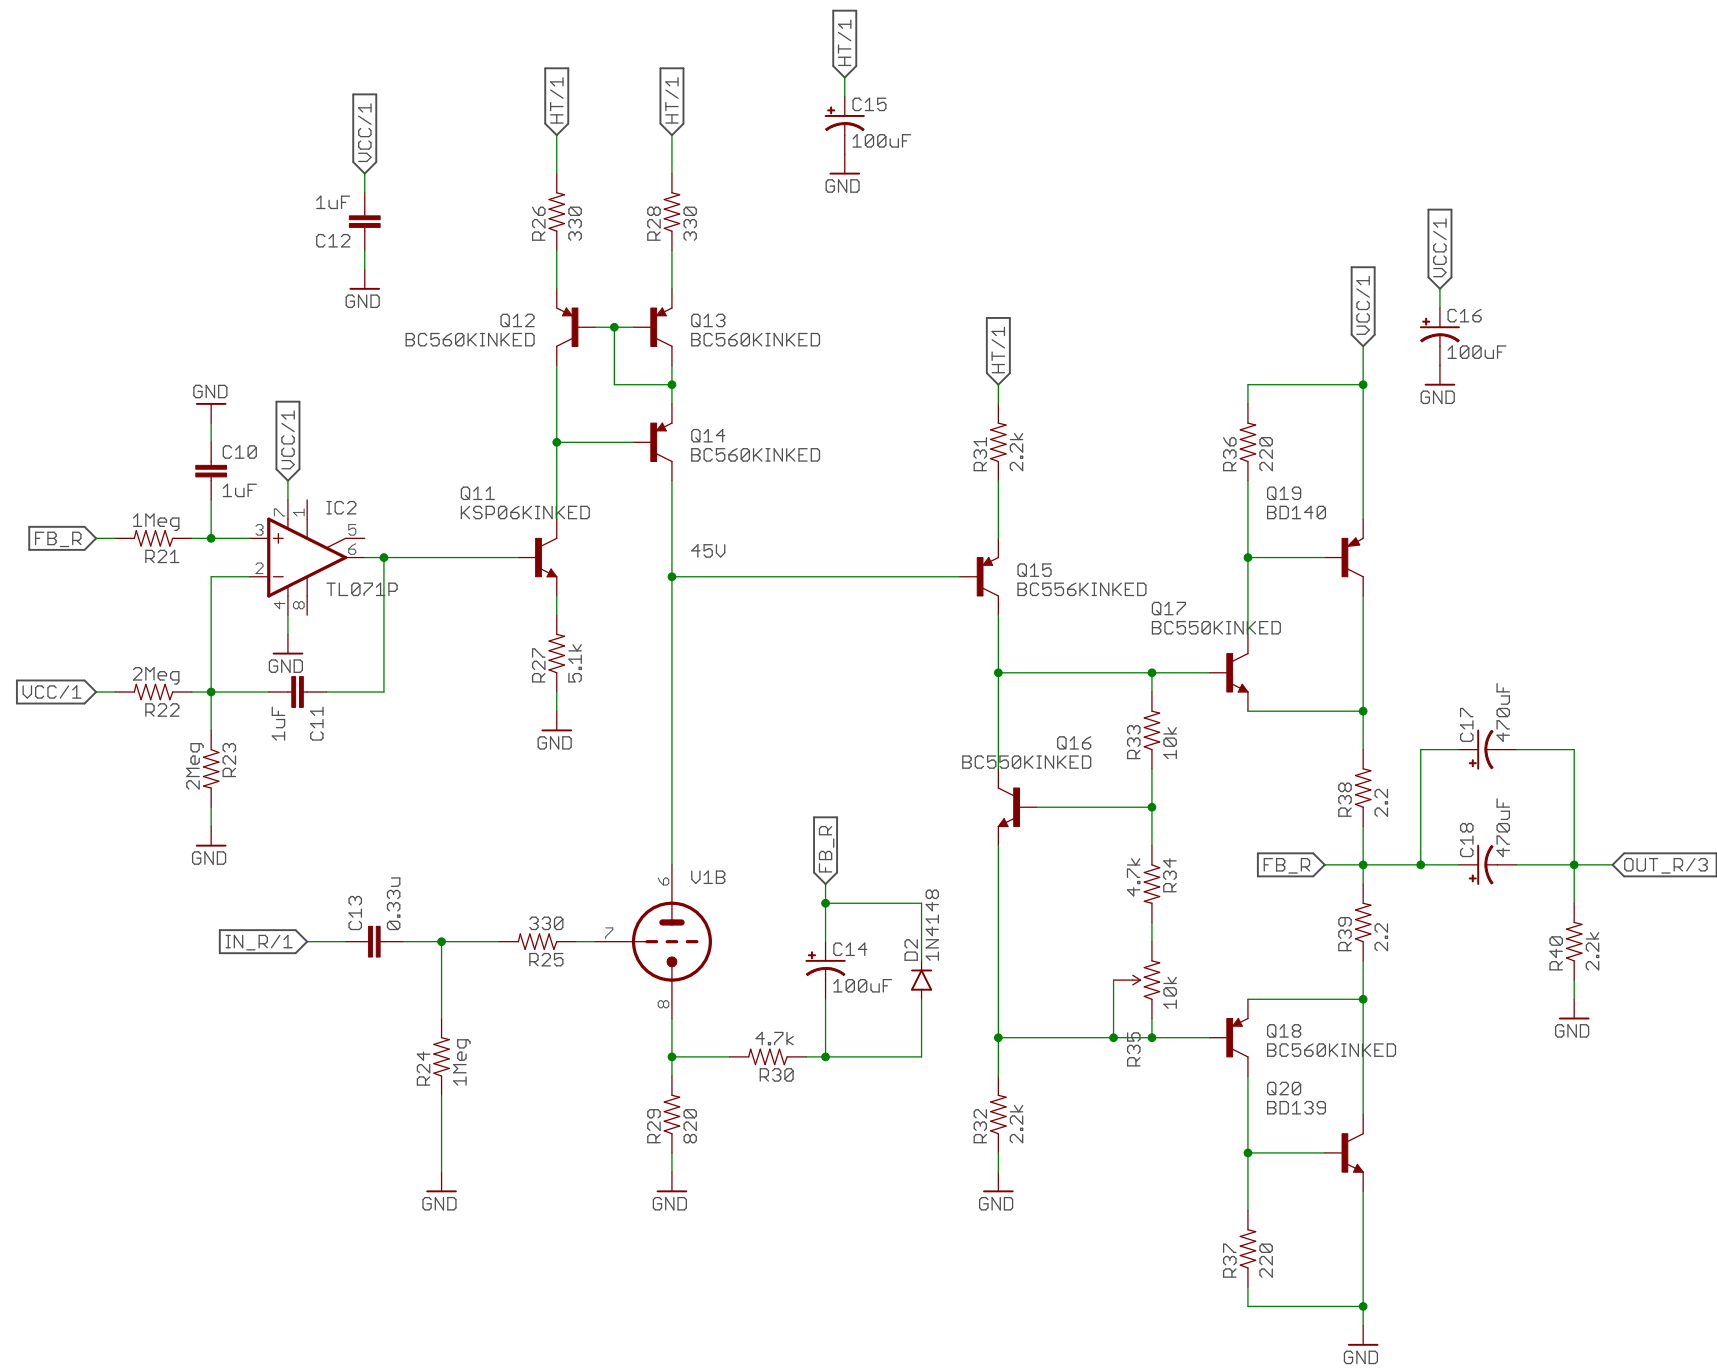 HT/1
C15
100uF
GND
HT/1
HT/1
VCC/1
1uF
C12
GND
R26
330
R28
330
Q12
BC560KINKED
Q13
BC560KINKED
Q14
BC560KINKED
VCC/1
C16
100uF
GND
VCC/1
HT/1
R31
2.2k
R36
220
Q19
BD140
GND
C10
1uF
VCC/1
IC2
7
1
5
6
3
2
4
8
+
-
TL071P
FB_R
1Meg
R21
GND
Q11
KSP06KINKED
45V
Q15
BC556KINKED
Q17
BC550KINKED
R27
5.1k
GND
VCC/1
2Meg
R22
1uF
C11
2Meg
R23
GND
Q16
BC550KINKED
R33
10k
R38
2.2
C17
470uF
C18
470uF
FB_R
OUT_R/3
R39
2.2
R40
2.2k
GND
4.7k
R34
10k
R35
IN_R/1
C13
0.33u
330
R25
6
7
8
V1B
FB_R
C14
100uF
D2
1N4148
R24
1Meg
GND
4.7k
R30
R29
820
GND
R32
2.2k
GND
Q18
BC560KINKED
Q20
BD139
R37
220
GND